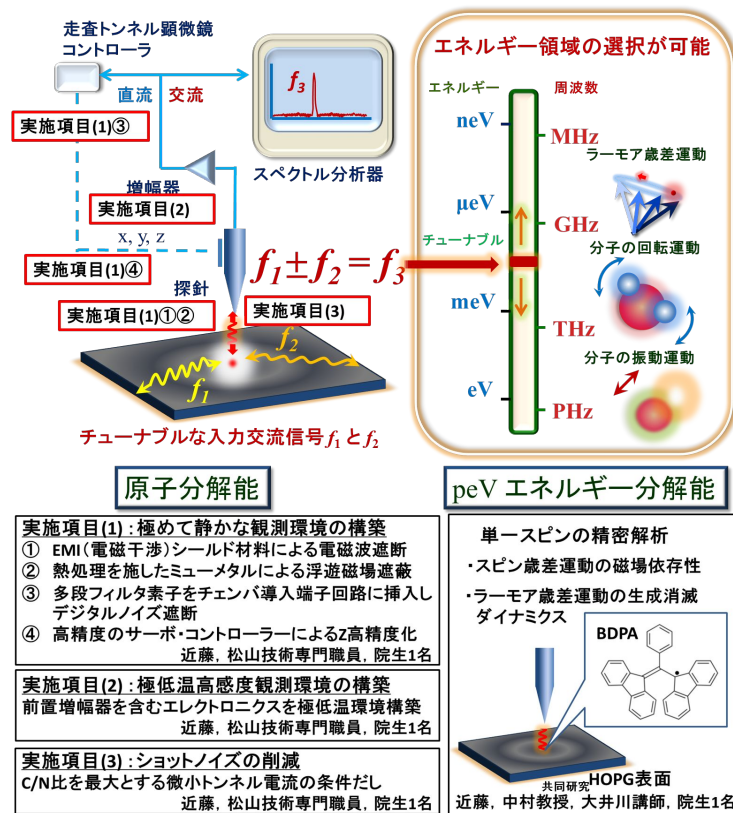 走査トンネル顕微鏡
コントローラ
直流 交流
実施項目(1)③
f3
スペクトル分析器
増幅器
実施項目(2)
x, y, z
実施項目(1)④
探針
f1±f2=f3
実施項目(1)①②
実施項目(3)
f1
f2
チューナブルな入力交流信号f1とf2
エネルギー領域の選択が可能
エネルギー 周波数
neV
MHz
μeV
GHz
チューナブル
meV
THz
eV
PHz
ラーモア歳差運動
分子の回転運動
分子の振動運動
原子分解能
実施項目(1):極めて静かな観測環境の構築
① EMI(電磁干渉)シールド材料による電磁波遮断
② 熱処理を施したミューメタルによる浮遊磁場遮蔽
③ 多段フィルタ素子をチェンバ導入端子回路に挿入し
デジタルノイズ遮断
④ 高精度のサーボ・コントローラーによるZ高精度化
近藤, 松山技術専門職員, 院生1名
実施項目(2):極低温高感度観測環境の構築
前置増幅器を含むエレクトロニクスを極低温環境構築
近藤, 松山技術専門職員, 院生1名
実施項目(3):ショットノイズの削減
C/N比を最大とする微小トンネル電流の条件だし
近藤, 松山技術専門職員, 院生1名
peV エネルギー分解能
単一スピンの精密解析
・スピン歳差運動の磁場依存性
・ラーモア歳差運動の生成消滅
ダイナミクス
BDPA
HOPG表面
共同研究
近藤, 中村教授, 大井川講師, 院生1名